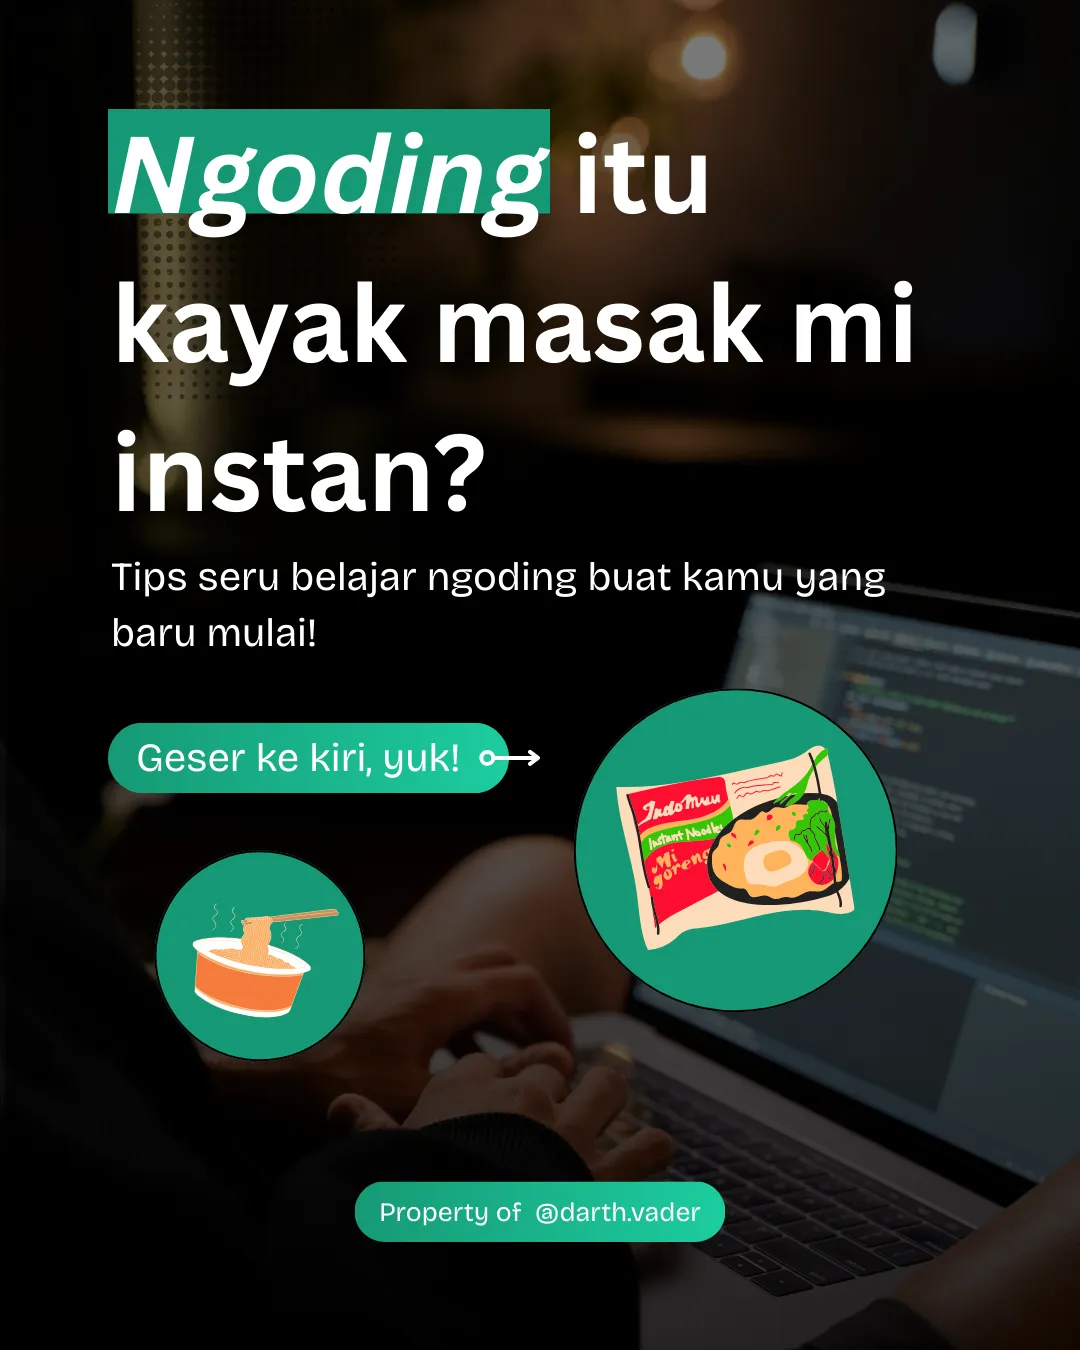 Ngoding itu
kayak masak mi
instan?
Tips seru belajar ngoding buat kamu yang
baru mulai!
Geser ke kiri, yuk!
IndoMuu
Instant Noodles
Mi
goreng
Property of @darth.vader